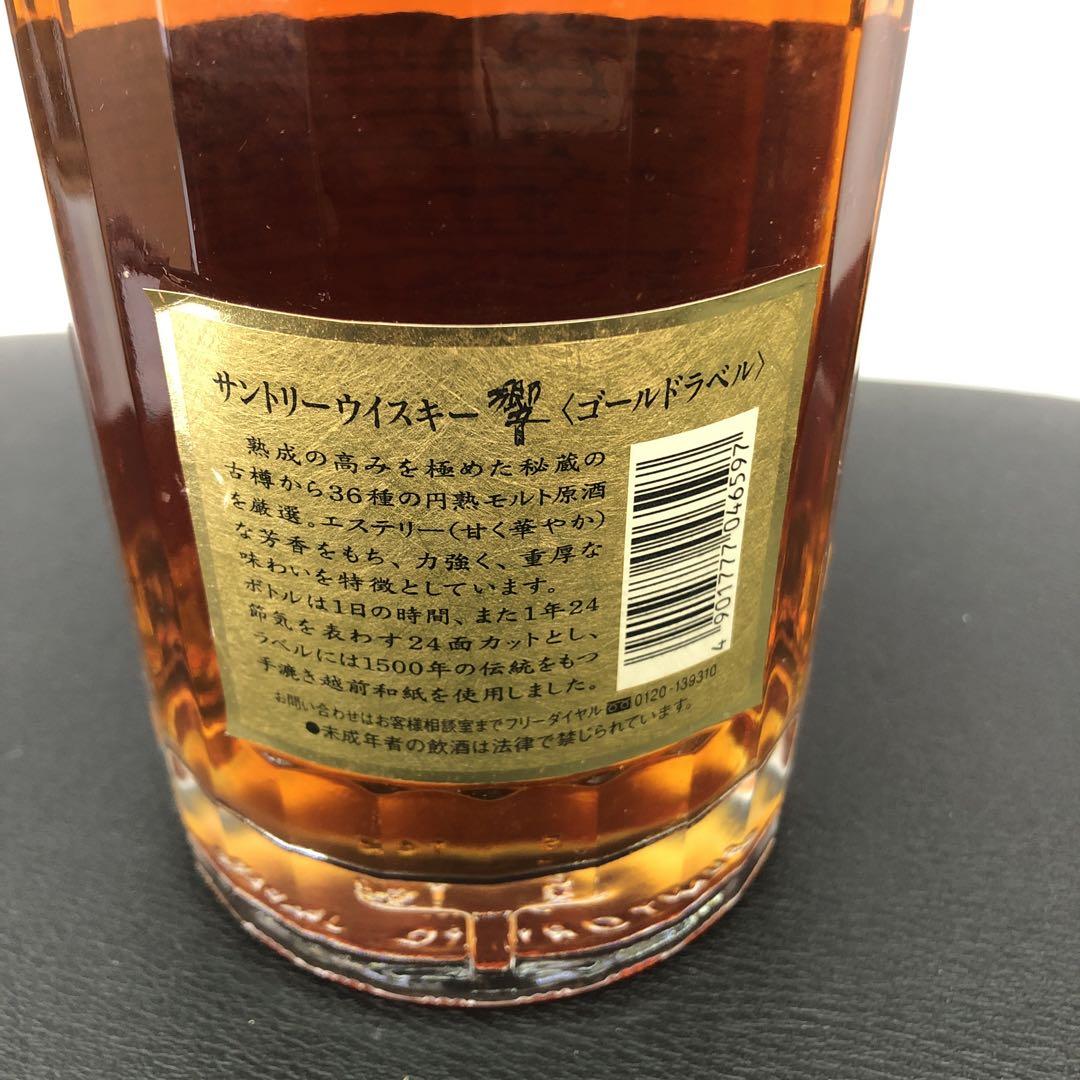 サントリーウイスキー 響〈ゴールドラベル〉
熟成の高みを極めた秘蔵の
古樽から36種の円熟モルト原酒
を厳選。エステリー(甘く華やか)
な芳香をもち、力強く、重厚な
味わいを特徴としています。
ボトルは1日の時間、また1年24
節気を表わす24面カットとし、
ラベルには1500年の伝統をもつ
手漉き越前和紙を使用しました。
お問い合わせはお客様相談室までフリーダイヤル 0120-139310
●未成年者の飲酒は法律で禁じられています。
4 901777 046597